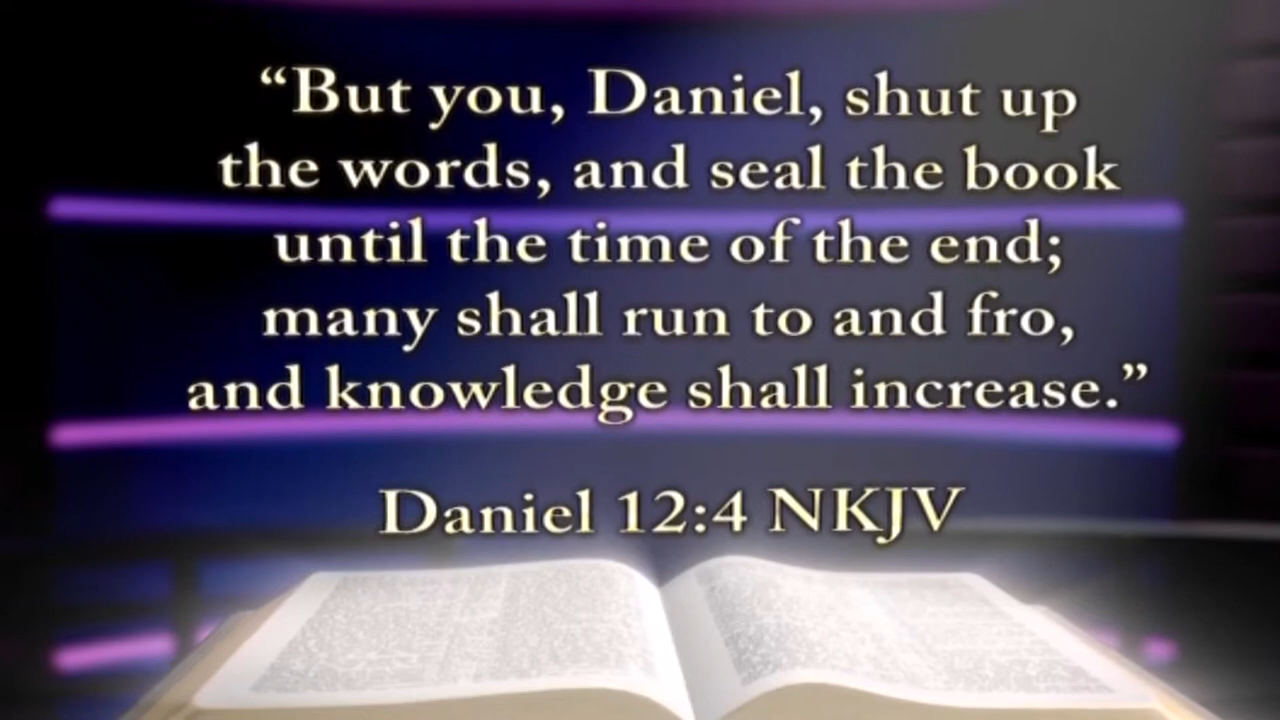 “But you, Daniel, shut up
the words, and seal the book
until the time of the end;
many shall run to and fro,
and knowledge shall increase.”
Daniel 12:4 NKJV